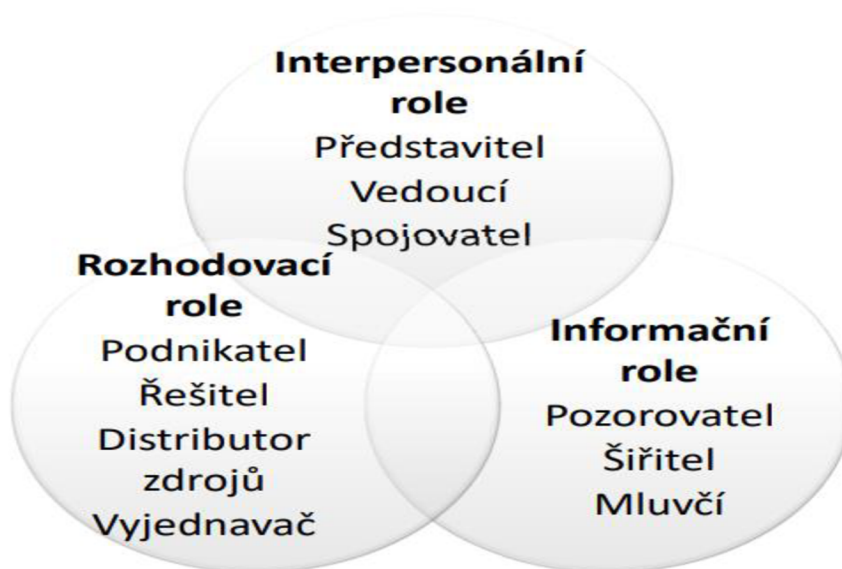 Interpersonální
role
Představitel
Vedoucí
Spojovatel
Rozhodovací
role
Podnikatel
Řešitel
Distributor
zdrojů
Vyjednavač
Informační
role
Pozorovatel
Šiřitel
Mluvčí